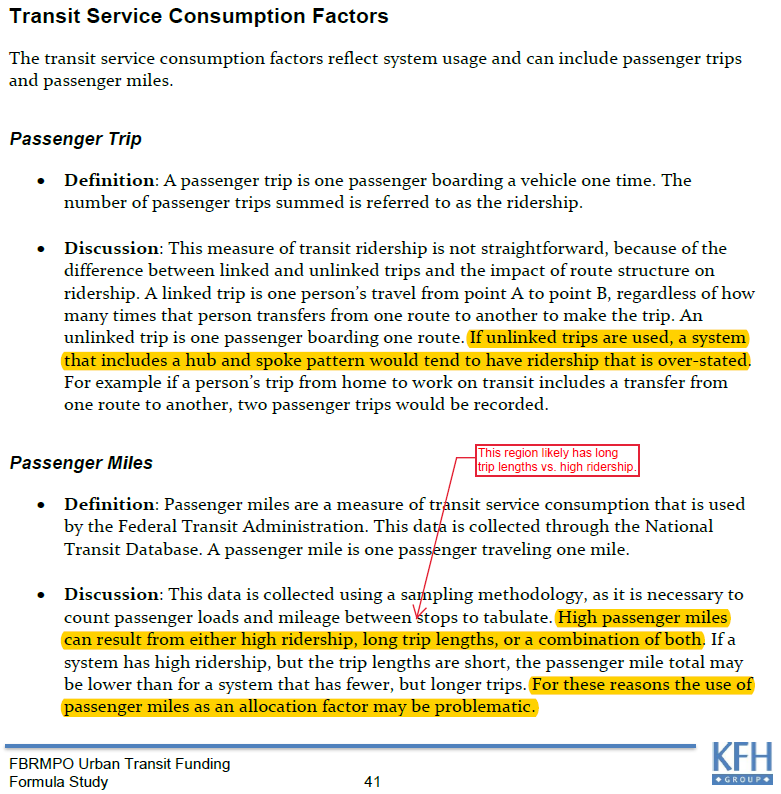 Transit Service Consumption Factors
The transit service consumption factors reflect system usage and can include passenger trips
and passenger miles.
Passenger Trip
• Definition: A passenger trip is one passenger boarding a vehicle one time. The
number of passenger trips summed is referred to as the ridership.
• Discussion: This measure of transit ridership is not straightforward, because of the
difference between linked and unlinked trips and the impact of route structure on
ridership. A linked trip is one person's travel from point A to point B, regardless of how
many times that person transfers from one route to another to make the trip. An
unlinked trip is one passenger boarding one route. If unlinked trips are used, a system
that includes a hub and spoke pattern would tend to have ridership that is over-stated.
For example if a person's trip from home to work on transit includes a transfer from
one route to another, two passenger trips would be recorded.
This region likely has long
trip lengths vs. high ridership.
Passenger Miles
• Definition: Passenger miles are a measure of transit service consumption that is used
by the Federal Transit Administration. This data is collected through the National
Transit Database. A passenger mile is one passenger traveling one mile.
• Discussion: This data is collected using a sampling methodology, as it is necessary to
count passenger loads and mileage between stops to tabulate. High passenger miles
can result from either high ridership, long trip lengths, or a combination of both. If a
system has high ridership, but the trip lengths are short, the passenger mile total may
be lower than for a system that has fewer, but longer trips. For these reasons the use of
passenger miles as an allocation factor may be problematic.
FBRMPO Urban Transit Funding
Formula Study 41
KFH
GROUP